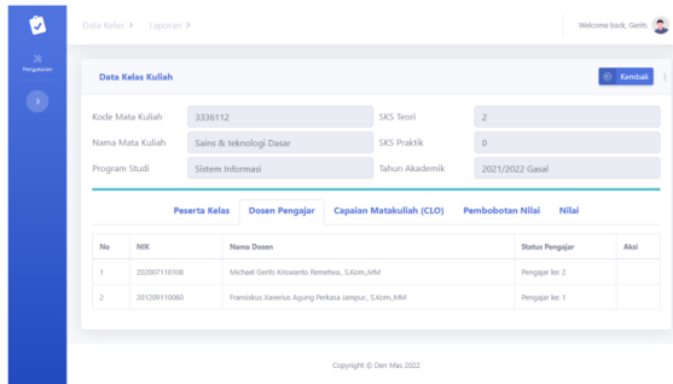 Data Kelas > Laporan >
Welcome back, Gerits
Pengaturan
Data Kelas Kuliah
Kembali
Kode Mata Kuliah 3336112 SKS Teori 2
Nama Mata Kuliah Sains & teknologi Dasar SKS Praktik 0
Program Studi Sistem Informasi Tahun Akademik 2021/2022 Gasal
Peserta Kelas Dosen Pengajar Capaian Matakuliah (CLO) Pembobotan Nilai Nilai
No NIK Nama Dosen Status Pengajar Aksi
1 202007110108 Michael Gerits Kriswanto Remetwa., S.Kom.,MM Pengajar ke: 2
2 201209110060 Fransiskus Xaverius Agung Perkasa Jampur., S.Kom.,MM Pengajar ke: 1
Copyright © Den Mas 2022